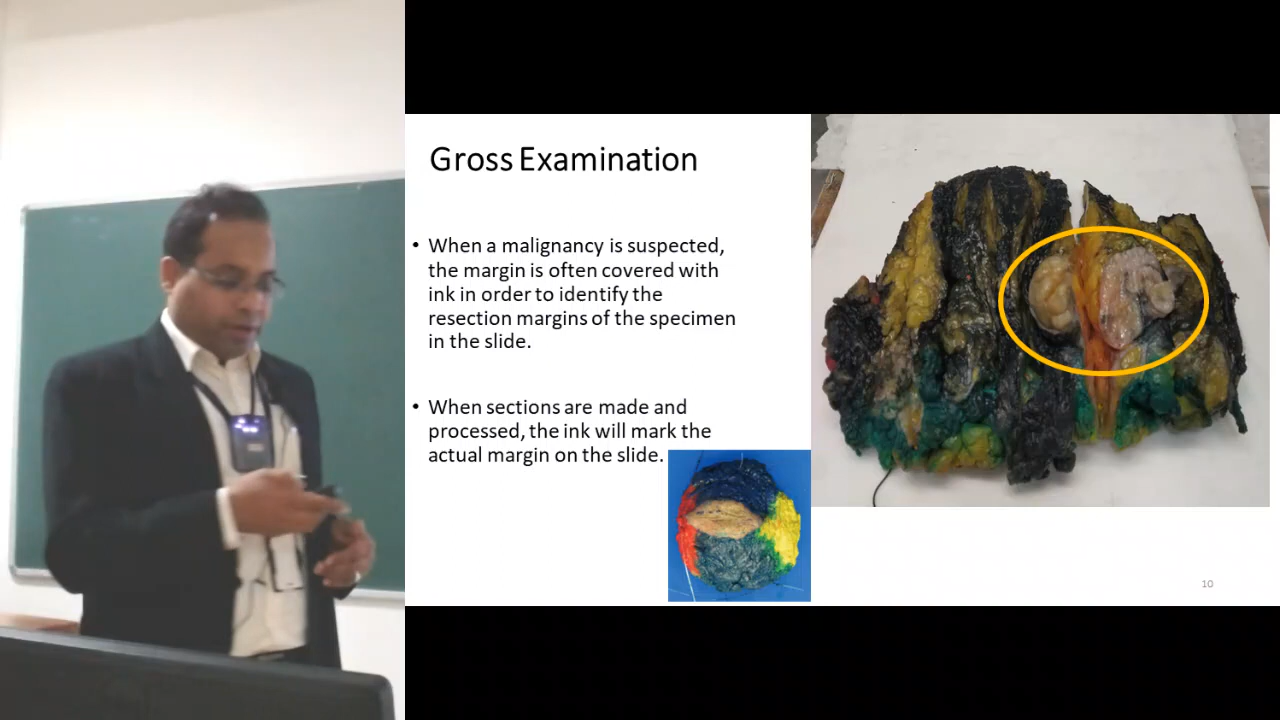 Gross Examination
• When a malignancy is suspected,
the margin is often covered with
ink in order to identify the
resection margins of the specimen
in the slide.
• When sections are made and
processed, the ink will mark the
actual margin on the slide.
10